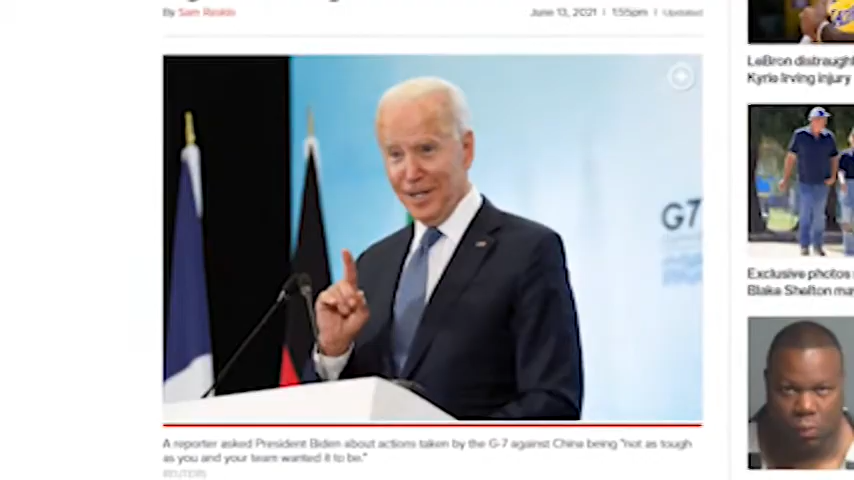 By Sam Raskin
June 13, 2021 | 1:55pm | Updated
G7
A reporter asked President Biden about actions taken by the G-7 against China being "not as tough
as you and your team wanted it to be."
REUTERS
LeBron distraught
Kyrie Irving injury
Exclusive photos
Blake Shelton